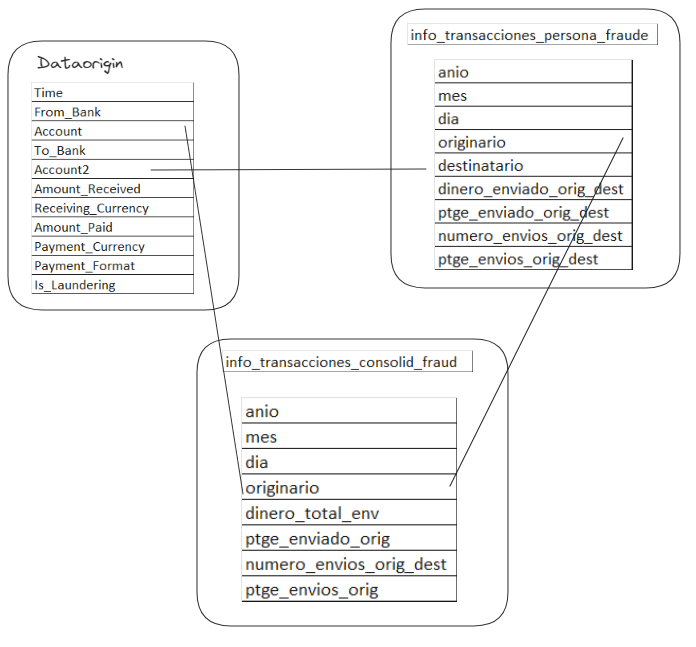 Dataorigin
Time
From_Bank
Account
To_Bank
Account2
Amount_Received
Receiving_Currency
Amount_Paid
Payment_Currency
Payment_Format
Is_Laundering
info_transacciones_persona_fraude
anio
mes
dia
originario
destinatario
dinero_enviado_orig_dest
ptge_enviado_orig_dest
numero_envios_orig_dest
ptge_envios_orig_dest
info_transacciones_consolid_fraud
anio
mes
dia
originario
dinero_total_env
ptge_enviado_orig
numero_envios_orig_dest
ptge_envios_orig